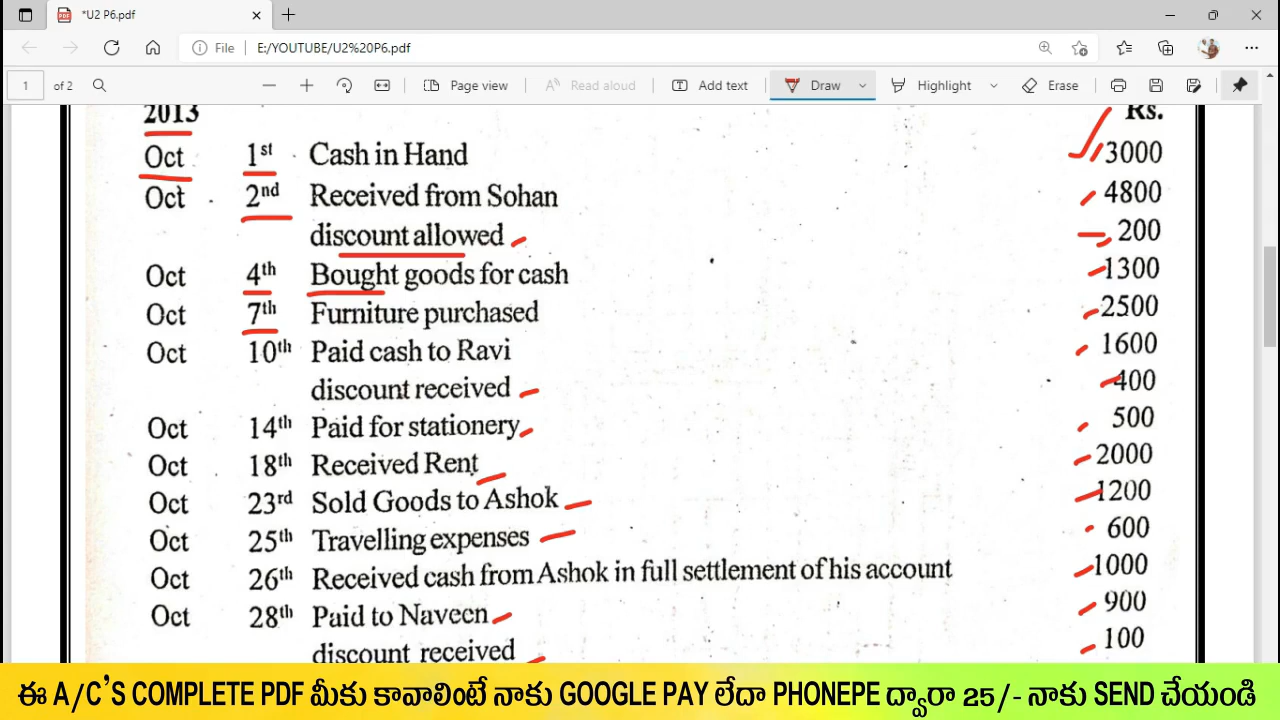 *U2 P6.pdf
File E:/YOUTUBE/U2%20P6.pdf
1 of 2 Page view Read aloud Add text Draw Highlight Erase
2013 Rs.
Oct 1st Cash in Hand 3000
Oct 2nd Received from Sohan 4800
discount allowed 200
Oct 4th Bought goods for cash 1300
Oct 7th Furniture purchased 2500
Oct 10th Paid cash to Ravi 1600
discount received 400
Oct 14th Paid for stationery 500
Oct 18th Received Rent 2000
Oct 23rd Sold Goods to Ashok 1200
Oct 25th Travelling expenses 600
Oct 26th Received cash from Ashok in full settlement of his account 1000
Oct 28th Paid to Naveen 900
discount received 100
ఈ A/C'S COMPLETE PDF మీకు కావాలింటే నాకు GOOGLE PAY లేదా PHONEPE ద్వారా 25/- నాకు SEND చేయండి